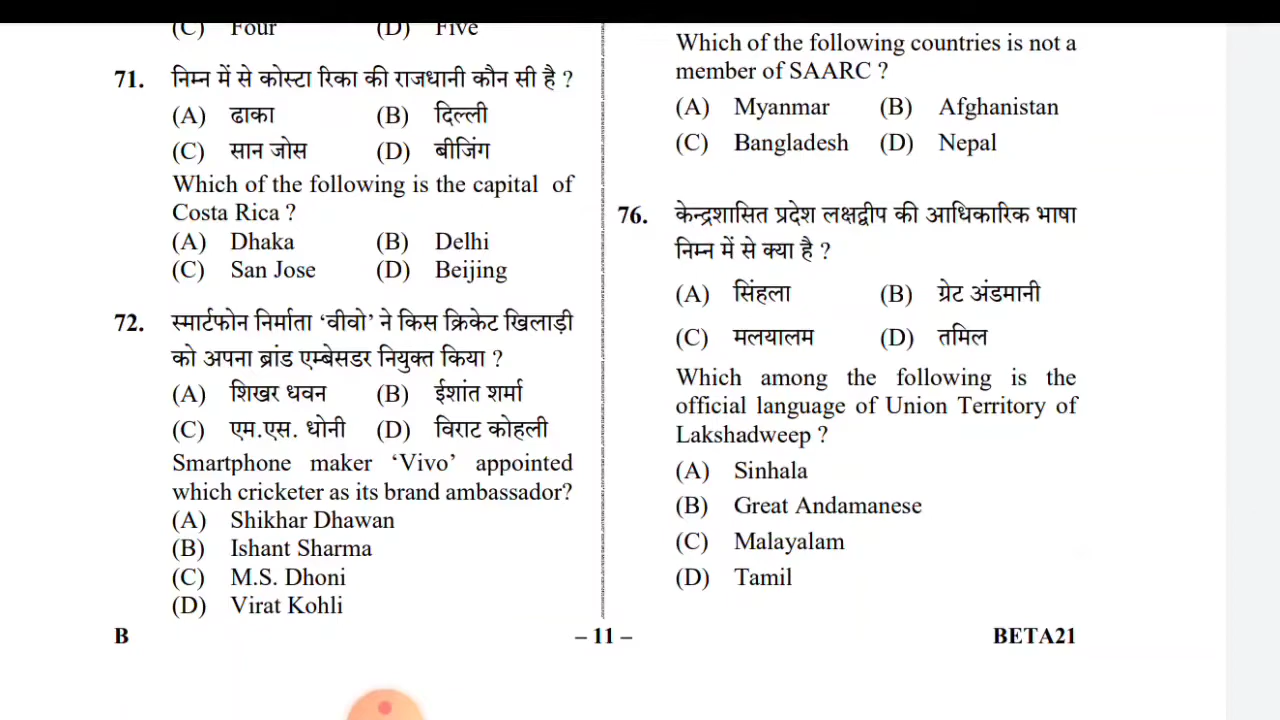 (C) Four (D) Five
71. निम्न में से कोस्टा रिका की राजधानी कौन सी है ?
(A) ढाका (B) दिल्ली
(C) सान जोस (D) बीजिंग
Which of the following is the capital of
Costa Rica ?
(A) Dhaka (B) Delhi
(C) San Jose (D) Beijing
72. स्मार्टफोन निर्माता ‘वीवो’ ने किस क्रिकेट खिलाड़ी
को अपना ब्रांड एम्बेसडर नियुक्त किया ?
(A) शिखर धवन (B) ईशांत शर्मा
(C) एम.एस. धोनी (D) विराट कोहली
Smartphone maker ‘Vivo’ appointed
which cricketer as its brand ambassador?
(A) Shikhar Dhawan
(B) Ishant Sharma
(C) M.S. Dhoni
(D) Virat Kohli
Which of the following countries is not a
member of SAARC ?
(A) Myanmar (B) Afghanistan
(C) Bangladesh (D) Nepal
76. केन्द्रशासित प्रदेश लक्षद्वीप की आधिकारिक भाषा
निम्न में से क्या है ?
(A) सिंहला (B) ग्रेट अंडमानी
(C) मलयालम (D) तमिल
Which among the following is the
official language of Union Territory of
Lakshadweep ?
(A) Sinhala
(B) Great Andamanese
(C) Malayalam
(D) Tamil
B – 11 – BETA21